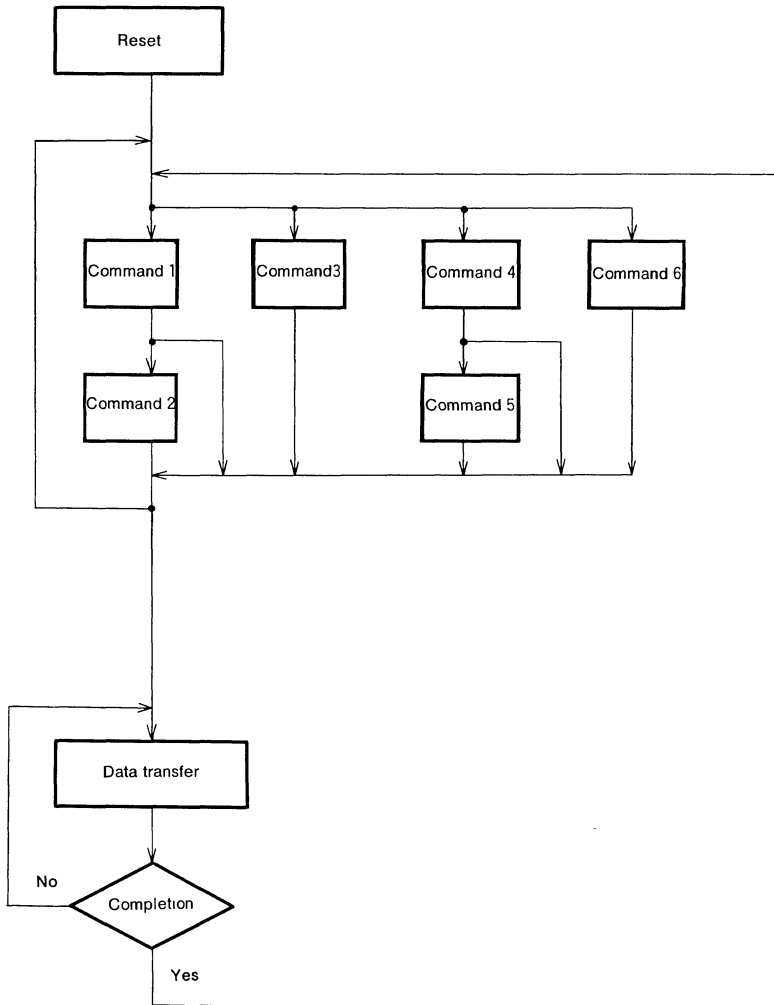 Reset
Command 1
Command3
Command 4
Command 6
Command 2
Command 5
Data transfer
No
Completion
Yes